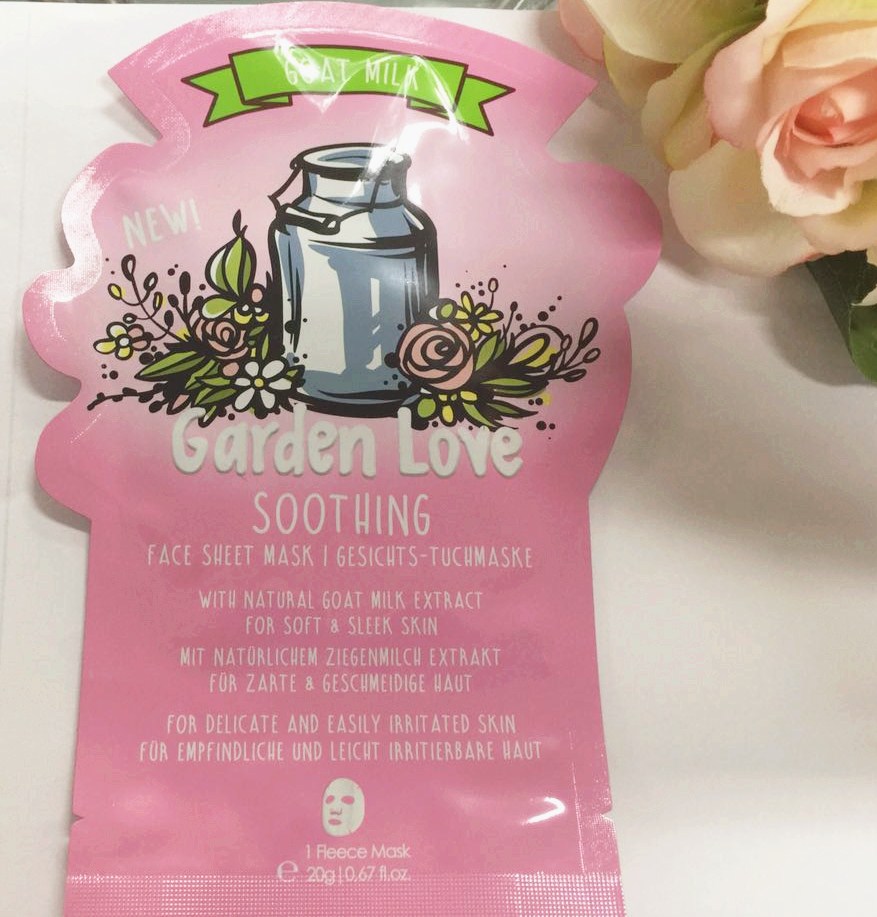 GOAT MILK
NEW!
Garden Love
SOOTHING
FACE SHEET MASK | GESICHTS-TUCHMASKE
WITH NATURAL GOAT MILK EXTRACT
FOR SOFT & SLEEK SKIN
MIT NATÜRLICHEM ZIEGENMILCH EXTRAKT
FÜR ZARTE & GESCHMEIDIGE HAUT
FOR DELICATE AND EASILY IRRITATED SKIN
FÜR EMPFINDLICHE UND LEICHT IRRITIERBARE HAUT
1 Fleece Mask
℮ 20g | 0,67 fl.oz.